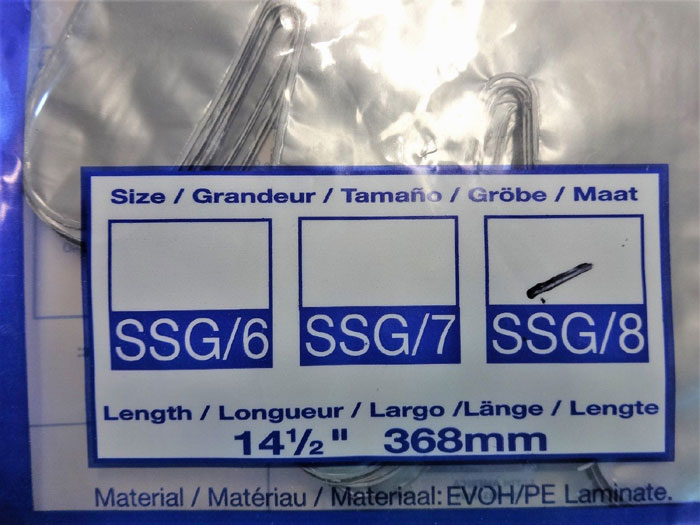 Size / Grandeur / Tamaño / Gröbe / Maat
SSG/6 SSG/7 SSG/8
Length / Longueur / Largo /Länge / Lengte
14½" 368mm
Material / Matériau / Materiaal: EVOH/PE Laminate.